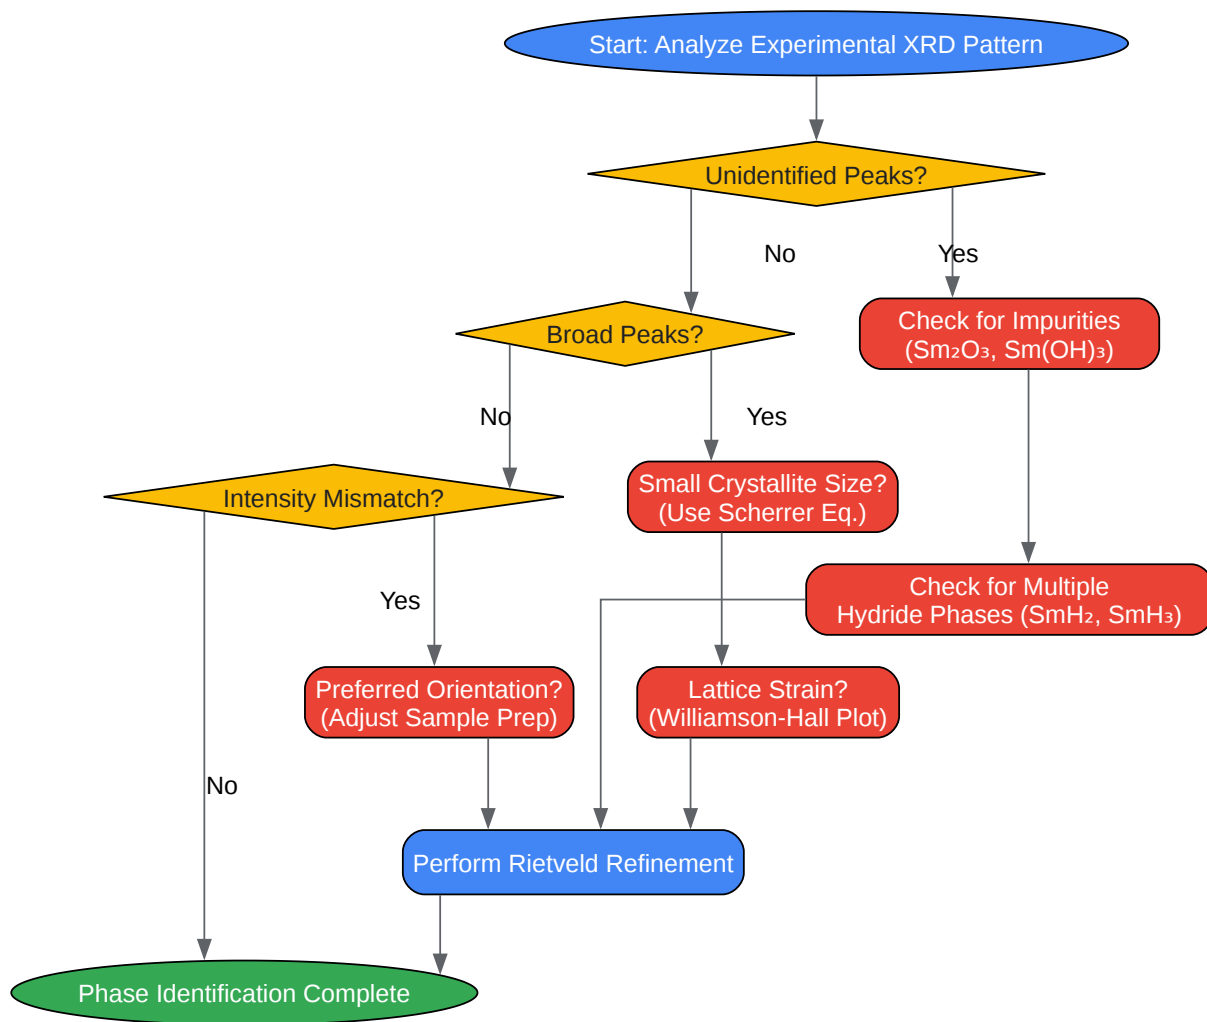 Start: Analyze Experimental XRD Pattern
Unidentified Peaks?
No
Yes
Check for Impurities
(Sm₂O₃, Sm(OH)₃)
Broad Peaks?
No
Yes
Small Crystallite Size?
(Use Scherrer Eq.)
Intensity Mismatch?
Check for Multiple
Hydride Phases (SmH₂, SmH₃)
Yes
Preferred Orientation?
(Adjust Sample Prep)
Lattice Strain?
(Williamson-Hall Plot)
No
Perform Rietveld Refinement
Phase Identification Complete